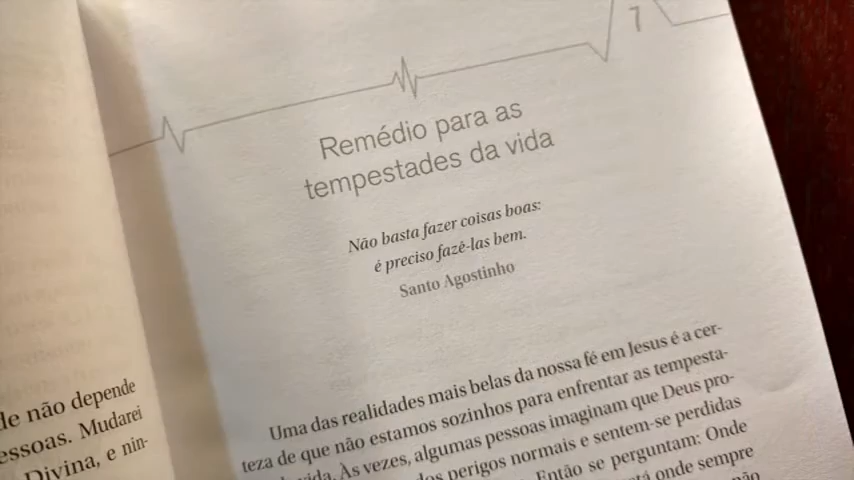 de não depende
essoas. Mudarei
Divina, e nin-
7
Remédio para as
tempestades da vida
Não basta fazer coisas boas:
é preciso fazê-las bem.
Santo Agostinho
Uma das realidades mais belas da nossa fé em Jesus é a cer-
teza de que não estamos sozinhos para enfrentar as tempesta-
vida. Às vezes, algumas pessoas imaginam que Deus pro-
perigos normais e sentem-se perdidas
Então se perguntam: Onde
onde sempre
não